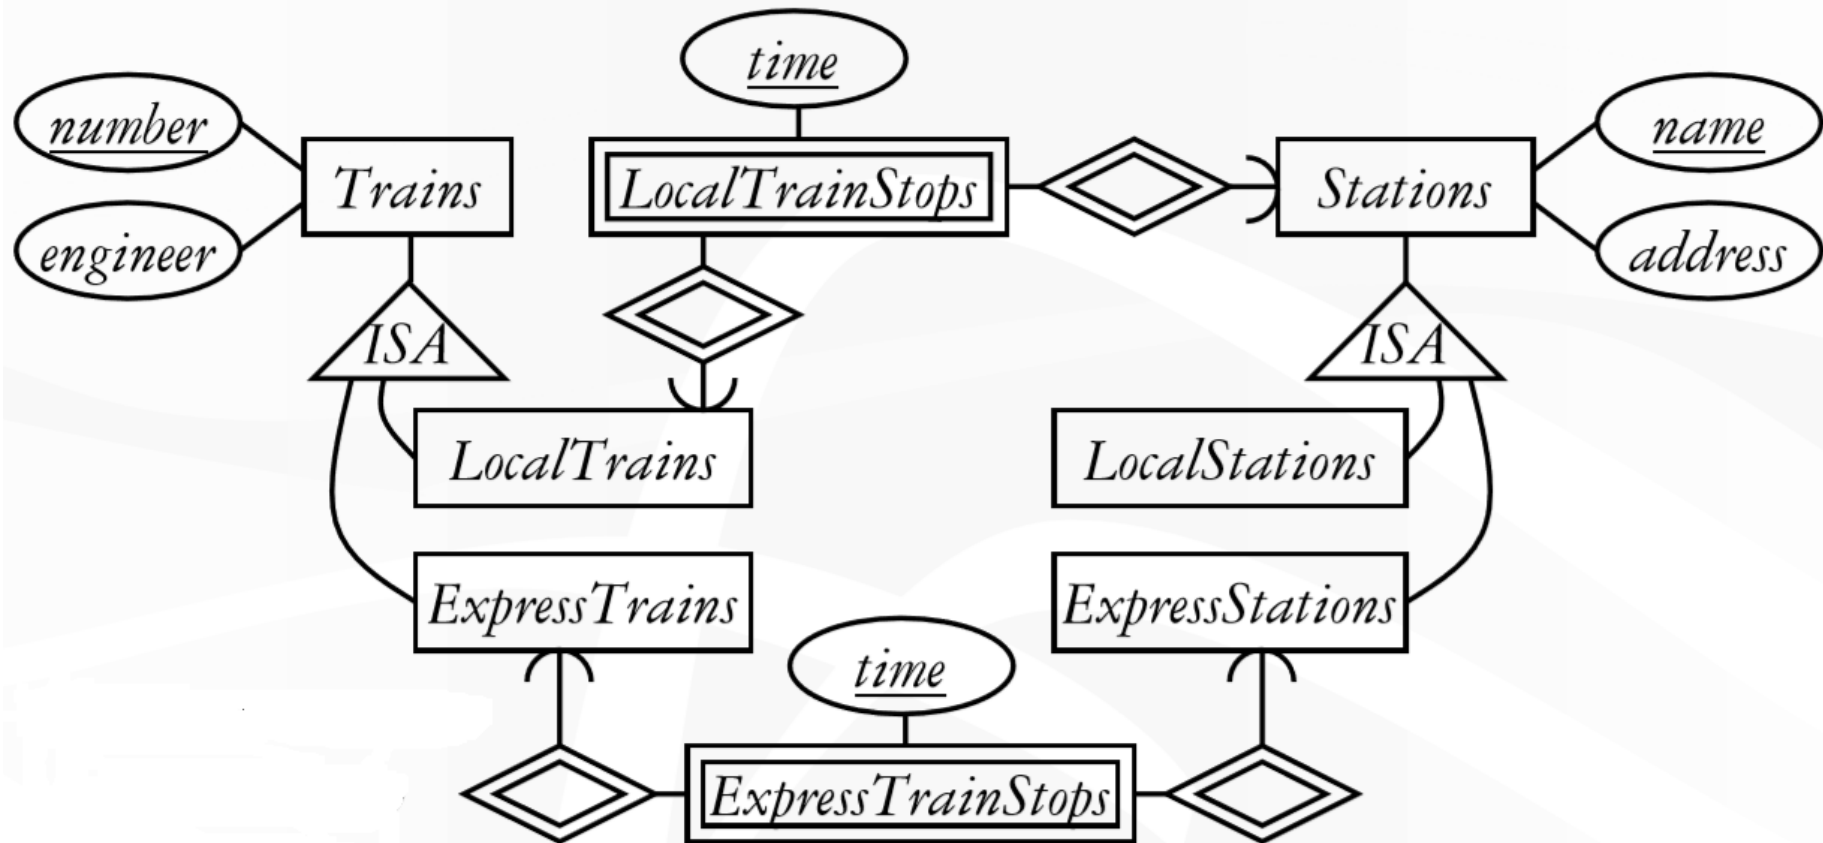 time
number
name
Trains
LocalTrainStops
Stations
engineer
address
ISA
ISA
LocalTrains
LocalStations
ExpressTrains
ExpressStations
time
ExpressTrainStops